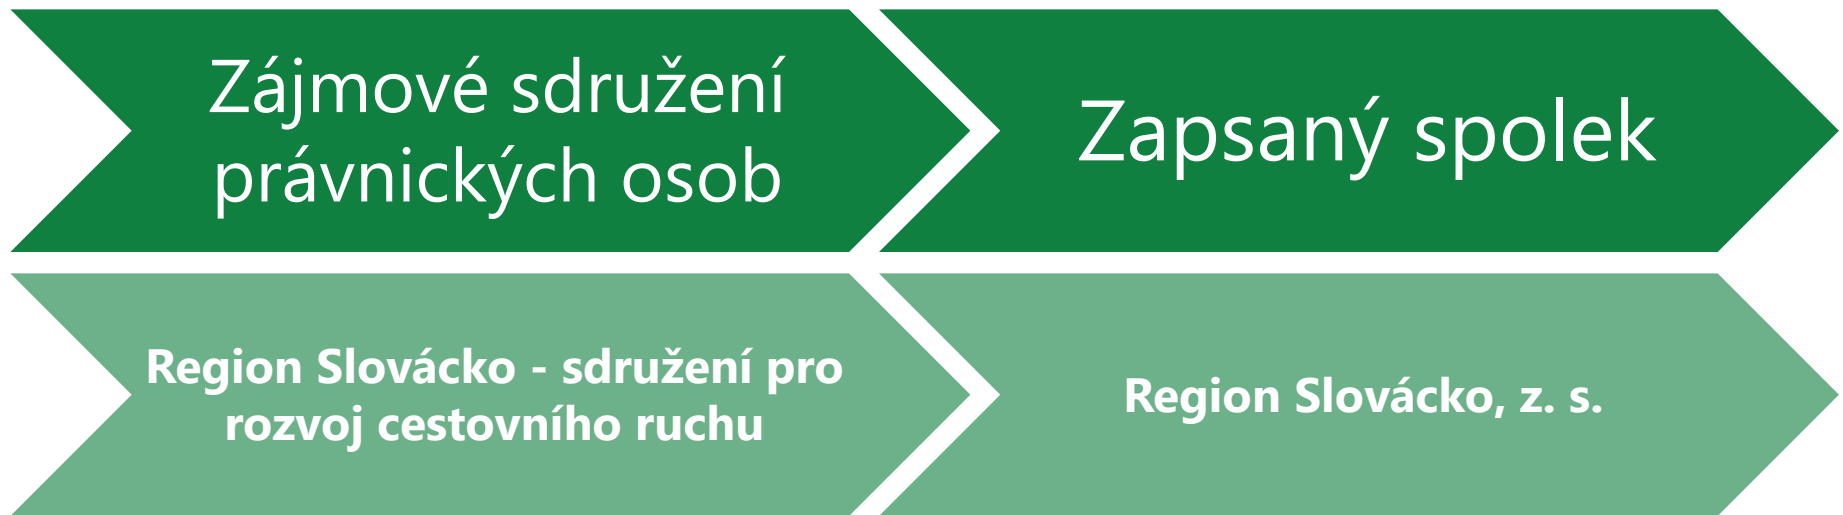 Zájmové sdružení
právnických osob
Zapsaný spolek
Region Slovácko - sdružení pro
rozvoj cestovního ruchu
Region Slovácko, z. s.